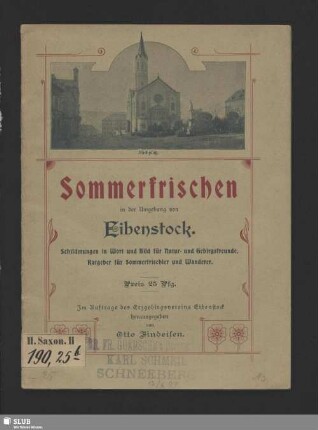 Sommerfrischen
in der Umgebung von
Eibenstock.
Schilderungen in Wort und Bild für Natur- und Gebirgsfreunde.
Ratgeber für Sommerfrischler und Wanderer.
Preis 25 Pfg.
Im Auftrage des Erzgebirgsvereins Eibenstock
herausgegeben
von
Otto Findeisen.
H. Saxon. H
190, 25
KARL SCHMEIL
SCHNEEBERG
SLUB